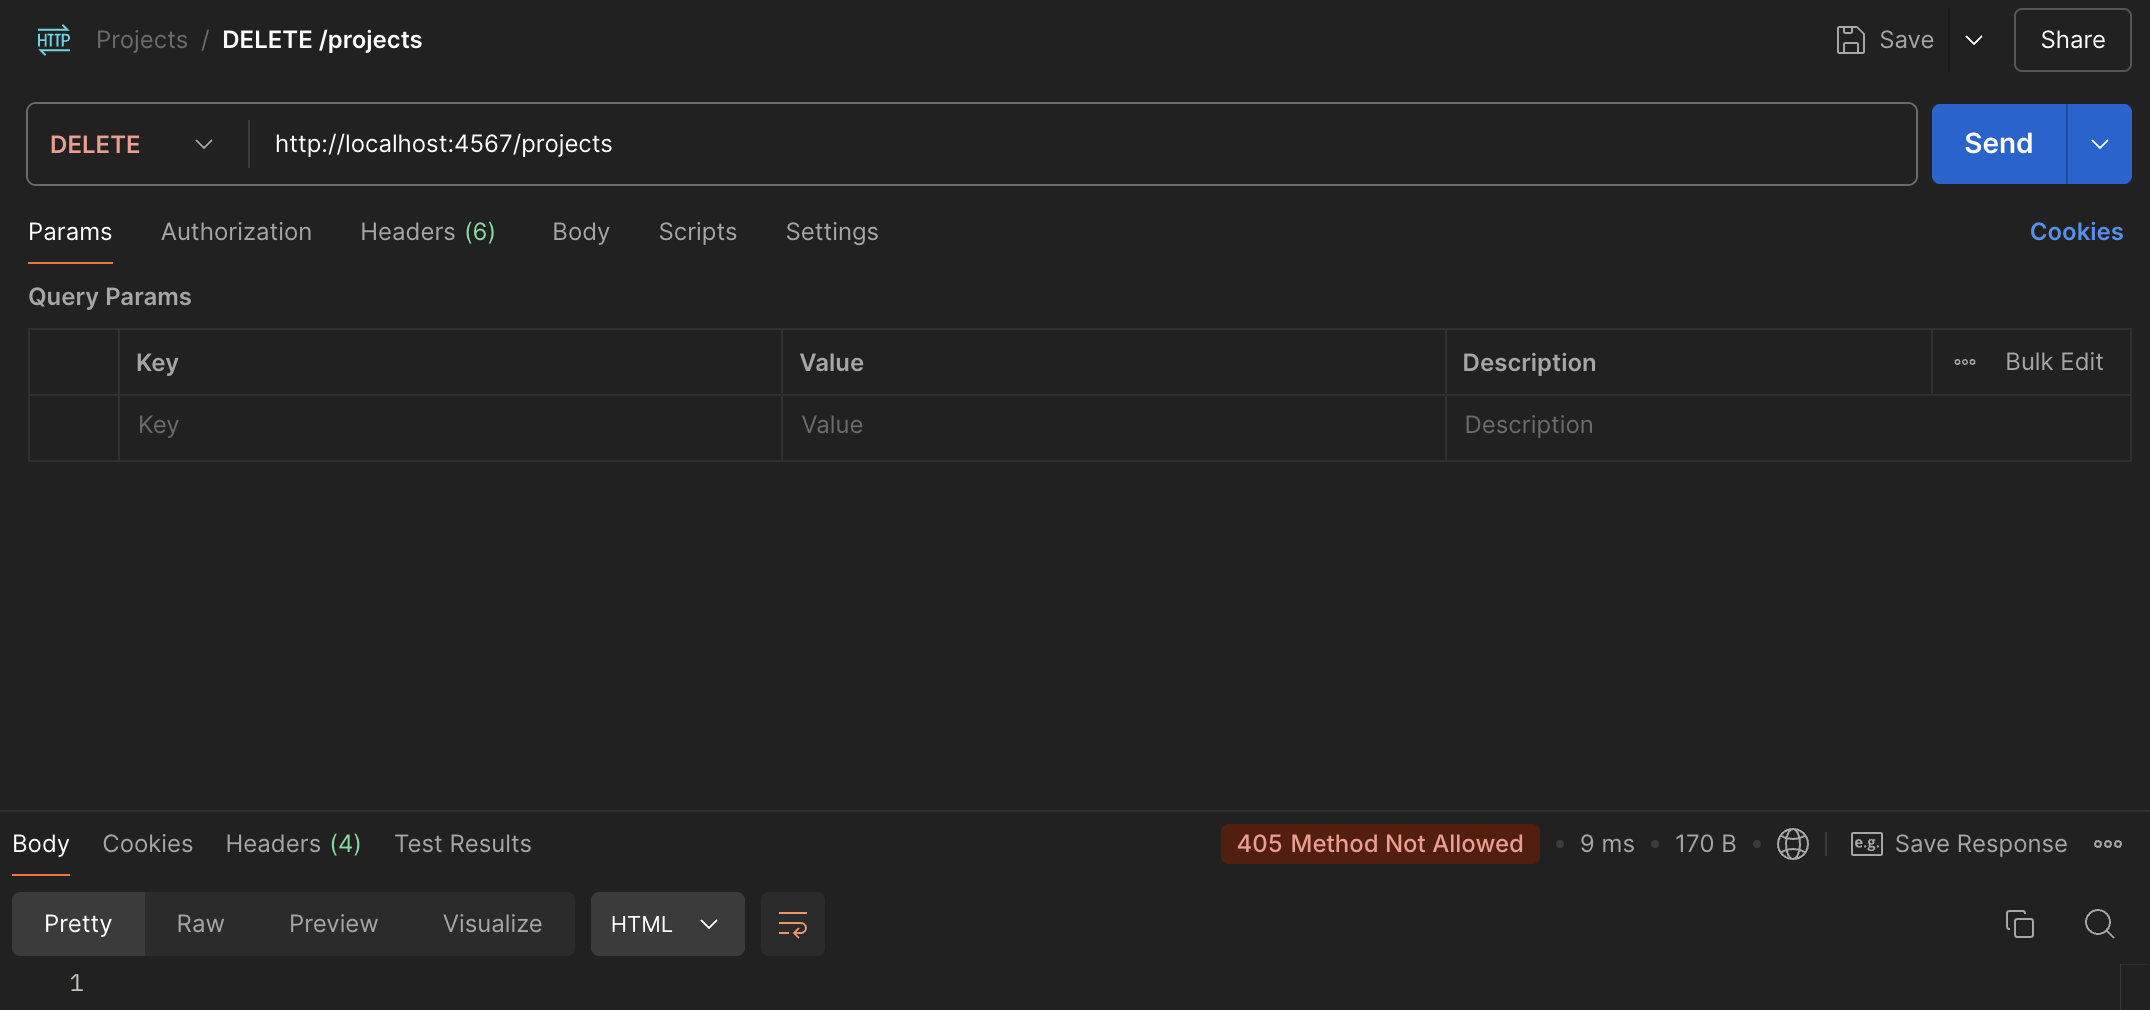 HTTP Projects / DELETE /projects Save Share
DELETE http://localhost:4567/projects Send
Params Authorization Headers (6) Body Scripts Settings Cookies
Query Params
Key Value Description Bulk Edit
Key Value Description
Body Cookies Headers (4) Test Results 405 Method Not Allowed • 9 ms • 170 B • e.g. Save Response
Pretty Raw Preview Visualize HTML
1